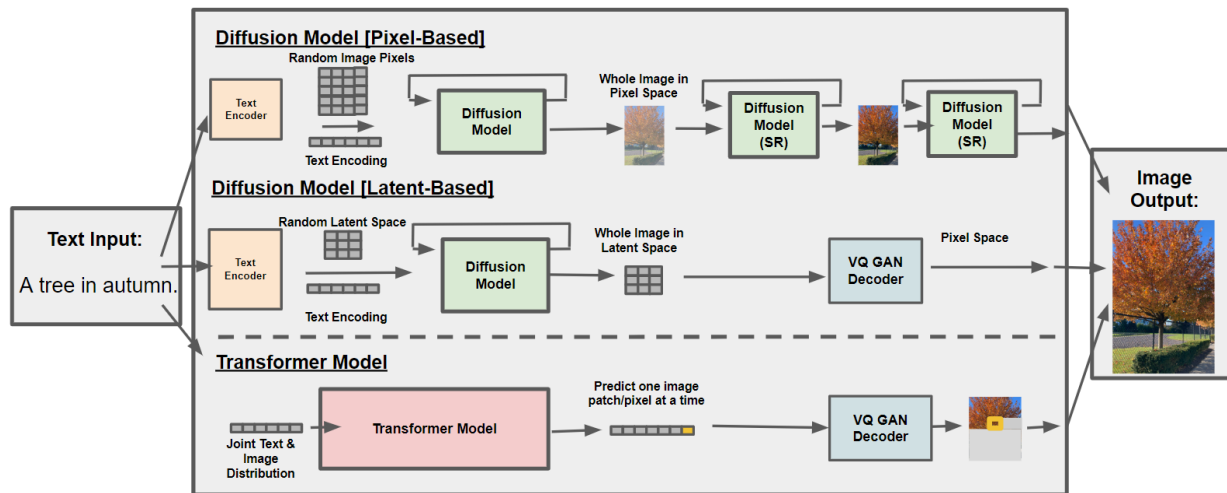 Diffusion Model [Pixel-Based]
Random Image Pixels
Text
Encoder
Text Encoding
Diffusion
Model
Whole Image in
Pixel Space
Diffusion
Model
(SR)
Diffusion
Model
(SR)
Diffusion Model [Latent-Based]
Random Latent Space
Text
Encoder
Text Encoding
Diffusion
Model
Whole Image in
Latent Space
VQ GAN
Decoder
Pixel Space
Text Input:
A tree in autumn.
Image
Output:
Transformer Model
Joint Text &
Image
Distribution
Transformer Model
Predict one image
patch/pixel at a time
VQ GAN
Decoder